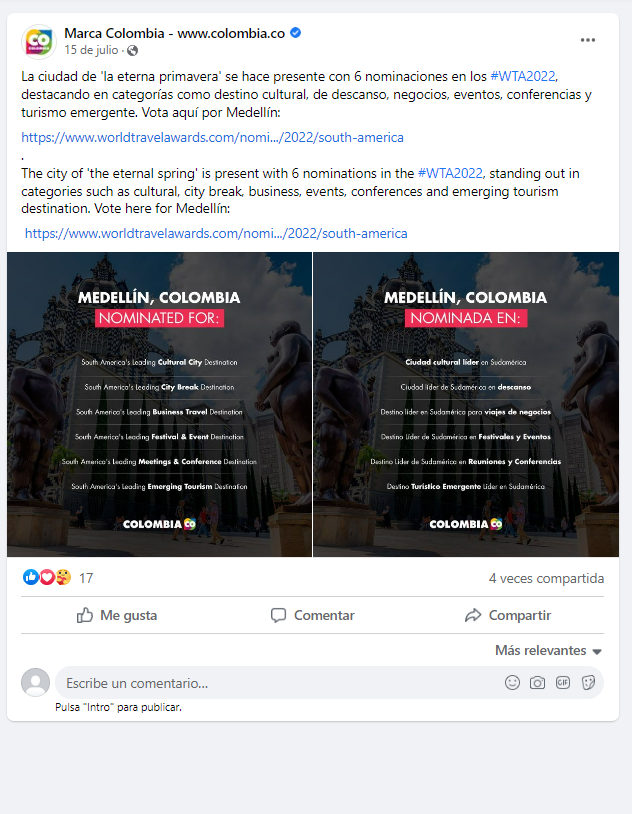 Marca Colombia - www.colombia.co
15 de julio ·
La ciudad de 'la eterna primavera' se hace presente con 6 nominaciones en los #WTA2022,
destacando en categorías como destino cultural, de descanso, negocios, eventos, conferencias y
turismo emergente. Vota aquí por Medellín:
https://www.worldtravelawards.com/nomi.../2022/south-america
.
The city of 'the eternal spring' is present with 6 nominations in the #WTA2022, standing out in
categories such as cultural, city break, business, events, conferences and emerging tourism
destination. Vote here for Medellín:
https://www.worldtravelawards.com/nomi.../2022/south-america
MEDELLÍN, COLOMBIA
NOMINATED FOR:
South America's Leading Cultural City Destination
South America's Leading City Break Destination
South America's Leading Business Travel Destination
South America's Leading Festival & Event Destination
South America's Leading Meetings & Conference Destination
South America's Leading Emerging Tourism Destination
COLOMBIA CO
MEDELLÍN, COLOMBIA
NOMINADA EN:
Ciudad cultural líder en Sudamérica
Ciudad líder de Sudamérica en descanso
Destino líder en Sudamérica para viajes de negocios
Destino Líder de Sudamérica en Festivales y Eventos
Destino Líder de Sudamérica en Reuniones y Conferencias
Destino Turístico Emergente Líder en Sudamérica
COLOMBIA CO
17
4 veces compartida
Me gusta
Comentar
Compartir
Más relevantes
Escribe un comentario...
GIF
Pulsa "Intro" para publicar.